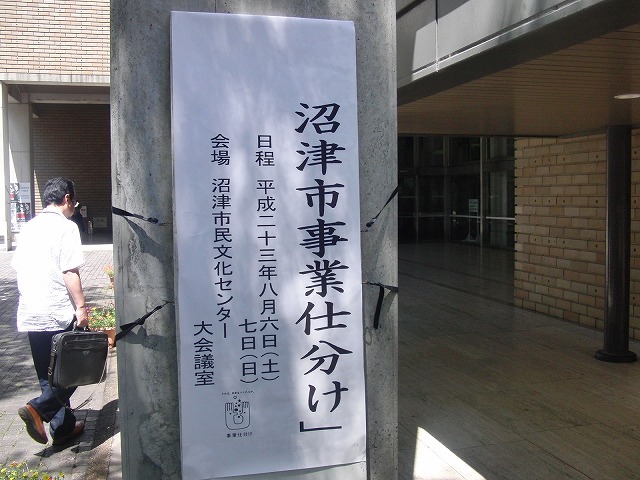 沼津市事業仕分け」
日程 平成二十三年八月六日(土)
七日(日)
会場 沼津市民文化センター
大会議室
事業仕分け